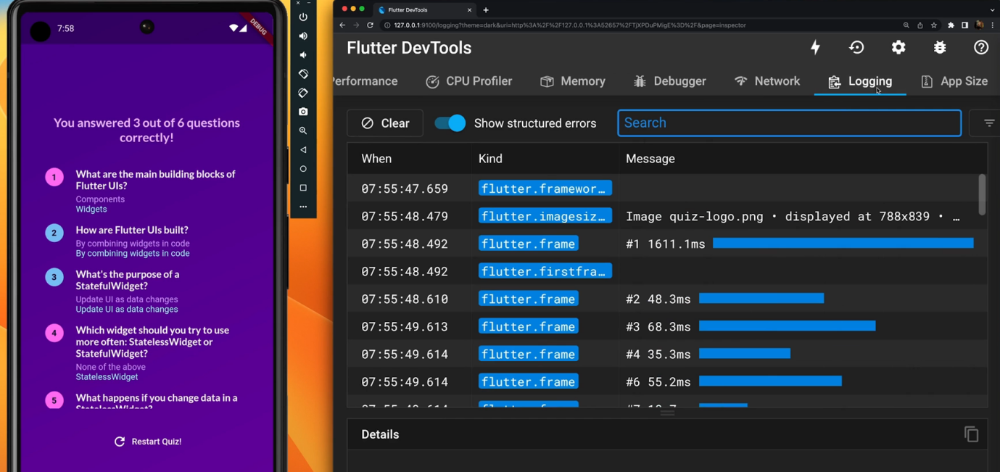 7:58
DEBUG
You answered 3 out of 6 questions
correctly!
1
What are the main building blocks of
Flutter UIs?
Components
Widgets
2
How are Flutter UIs built?
By combining widgets in code
By combining widgets in code
3
What's the purpose of a
StatefulWidget?
Update UI as data changes
Update UI as data changes
4
Which widget should you try to use
more often: StatelessWidget or
StatefulWidget?
None of the above
StatelessWidget
5
What happens if you change data in a
StatelessWidget?
Restart Quiz!
Flutter DevTools
127.0.0.1:9100/logging?theme=dark&uri=http%3A%2F%2F127.0.0.1%3A52657%2FTjXPDuPMigE%3D%2F&page=inspector
Flutter DevTools
erformance CPU Profiler Memory Debugger Network Logging App Size
Clear Show structured errors Search
When Kind Message
07:55:47.659 flutter.framewor…
07:55:48.479 flutter.imagesiz… Image quiz-logo.png • displayed at 788x839 • …
07:55:48.492 flutter.frame #1 1611.1ms
07:55:48.492 flutter.firstfra…
07:55:48.610 flutter.frame #2 48.3ms
07:55:49.613 flutter.frame #3 68.3ms
07:55:49.614 flutter.frame #4 35.3ms
07:55:49.614 flutter.frame #6 55.2ms
Details